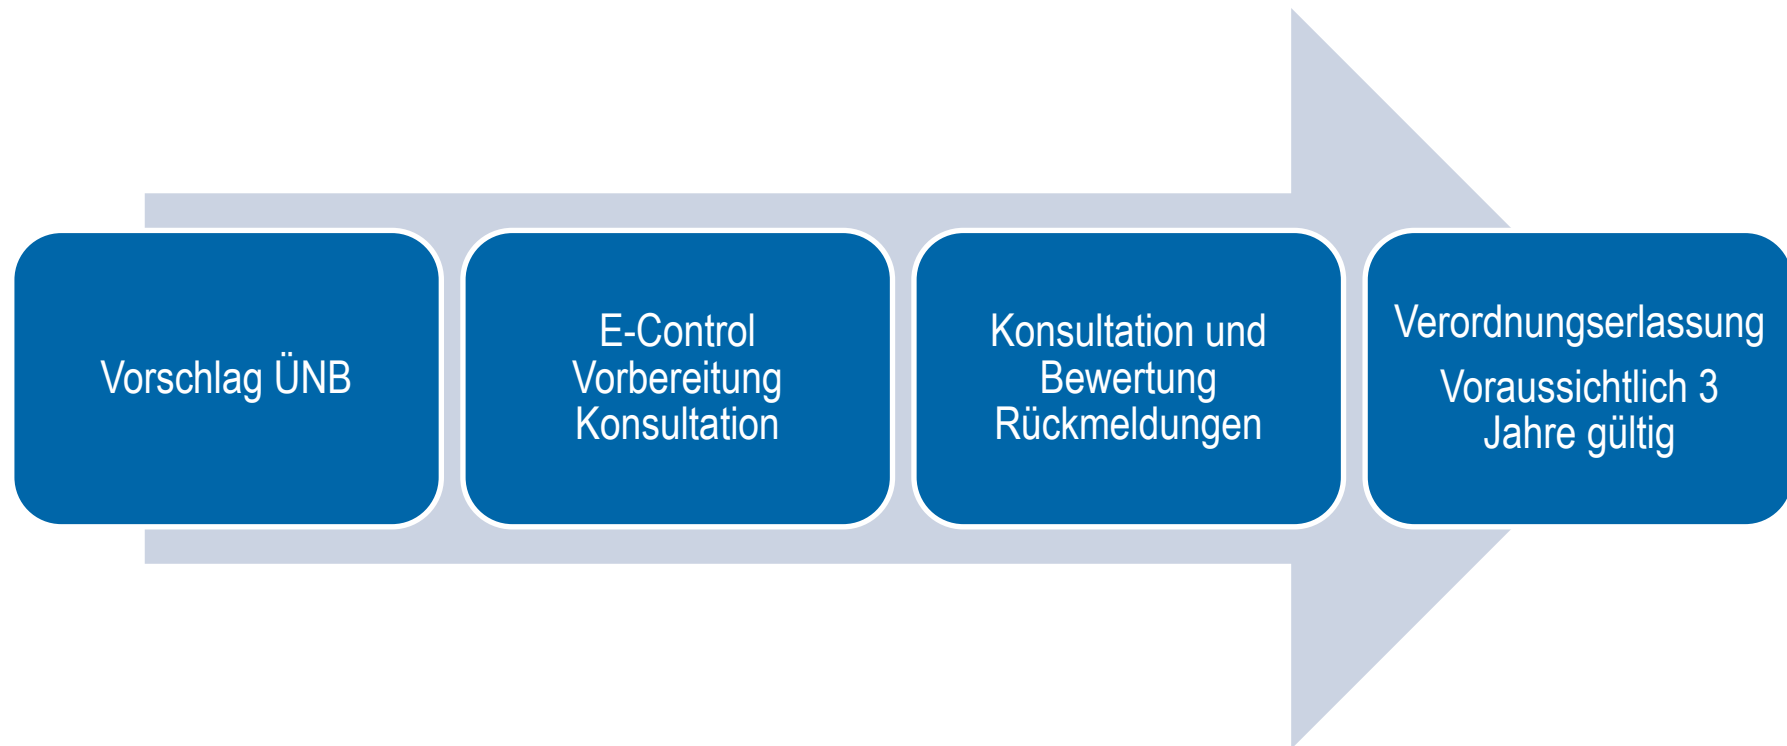 Vorschlag ÜNB
E-Control
Vorbereitung
Konsultation
Konsultation und
Bewertung
Rückmeldungen
Verordnungserlassung
Voraussichtlich 3
Jahre gültig